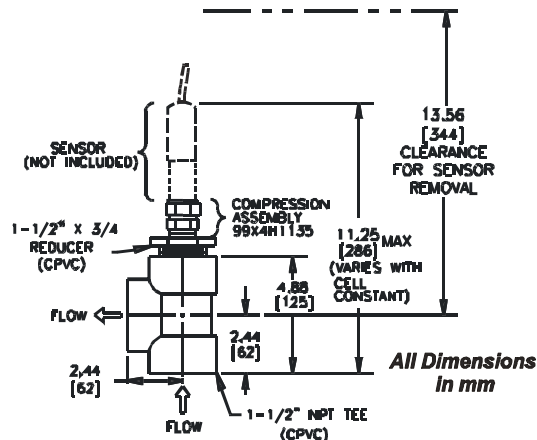 13.56
[344]
CLEARANCE
FOR SENSOR
REMOVAL
SENSOR
(NOT INCLUDED)
COMPRESSION
ASSEMBLY
99X4H1135
1-1/2" X 3/4
REDUCER
(CPVC)
11.25 MAX
[286]
(VARIES WITH
CELL
CONSTANT)
4.88
[125]
FLOW
2.44
[62]
2.44
[62]
All Dimensions
in mm
1-1/2" NPT TEE
(CPVC)
FLOW